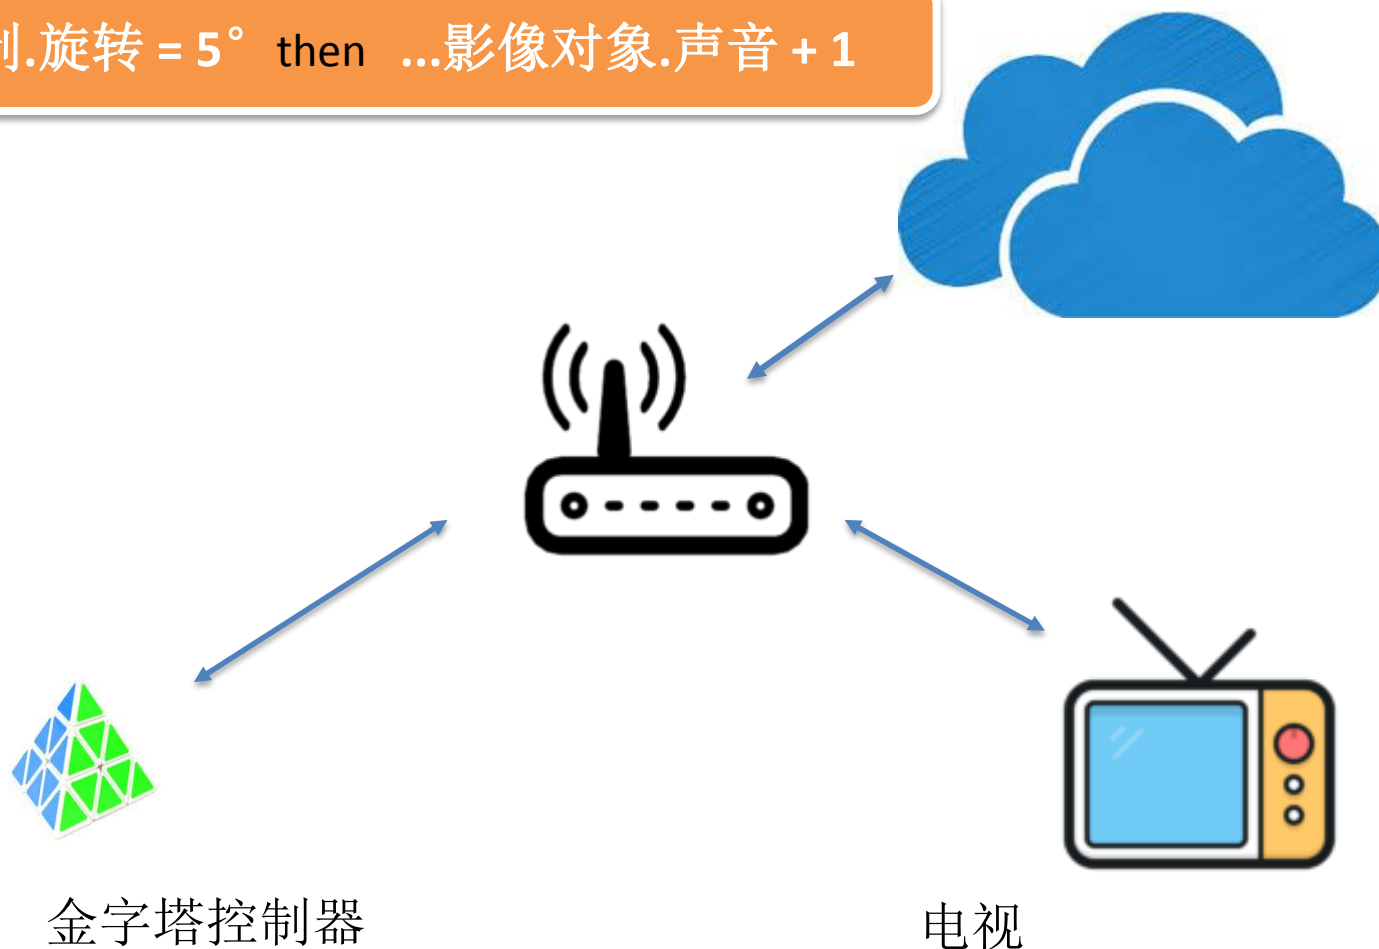 .旋转 = 5° then ...影像对象.声音 + 1
金字塔控制器
电视